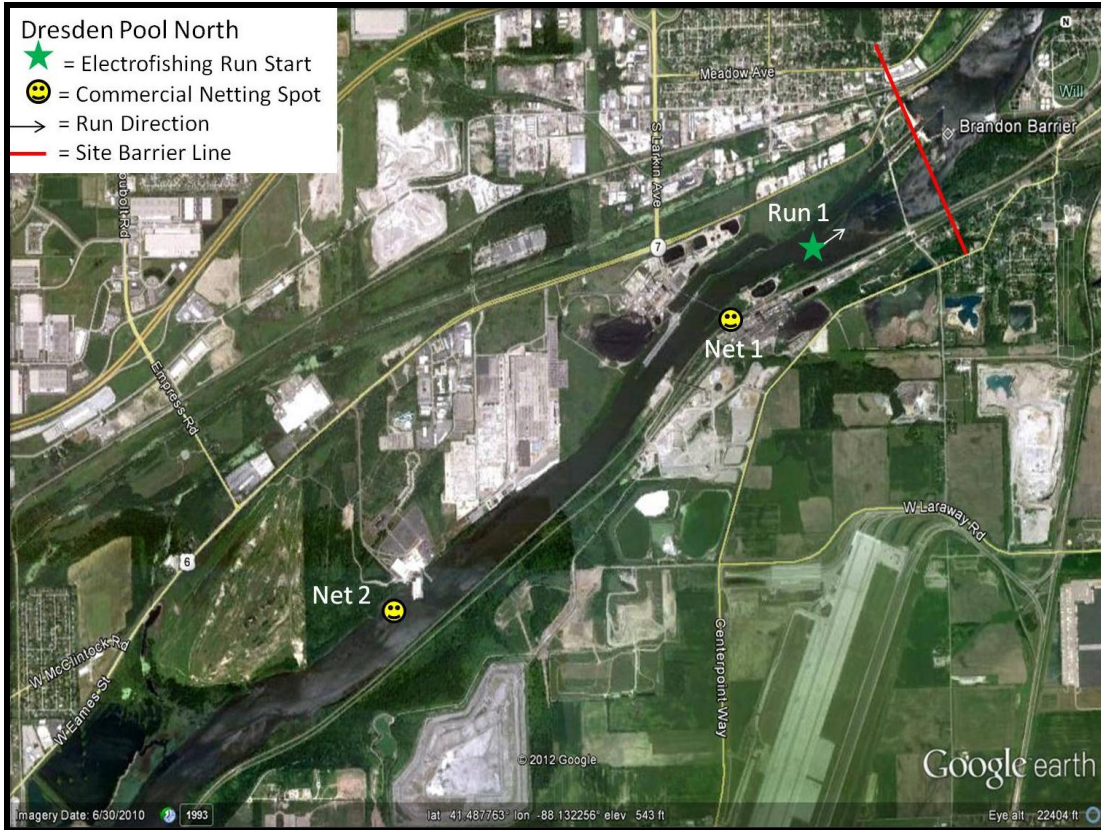 Dresden Pool North
= Electrofishing Run Start
= Commercial Netting Spot
= Run Direction
= Site Barrier Line
N
Meadow Ave
Will
Brandon Barrier
S Larkin Ave
Run 1
7
Net 1
Empress Rd
W Laraway Rd
6
Net 2
W McClintock Rd
Centerpoint Way
W Eames St
© 2012 Google
Google earth
Imagery Date: 6/30/2010
1993
lat 41.487763° lon -88.132256° elev 543 ft
Eye alt 22404 ft